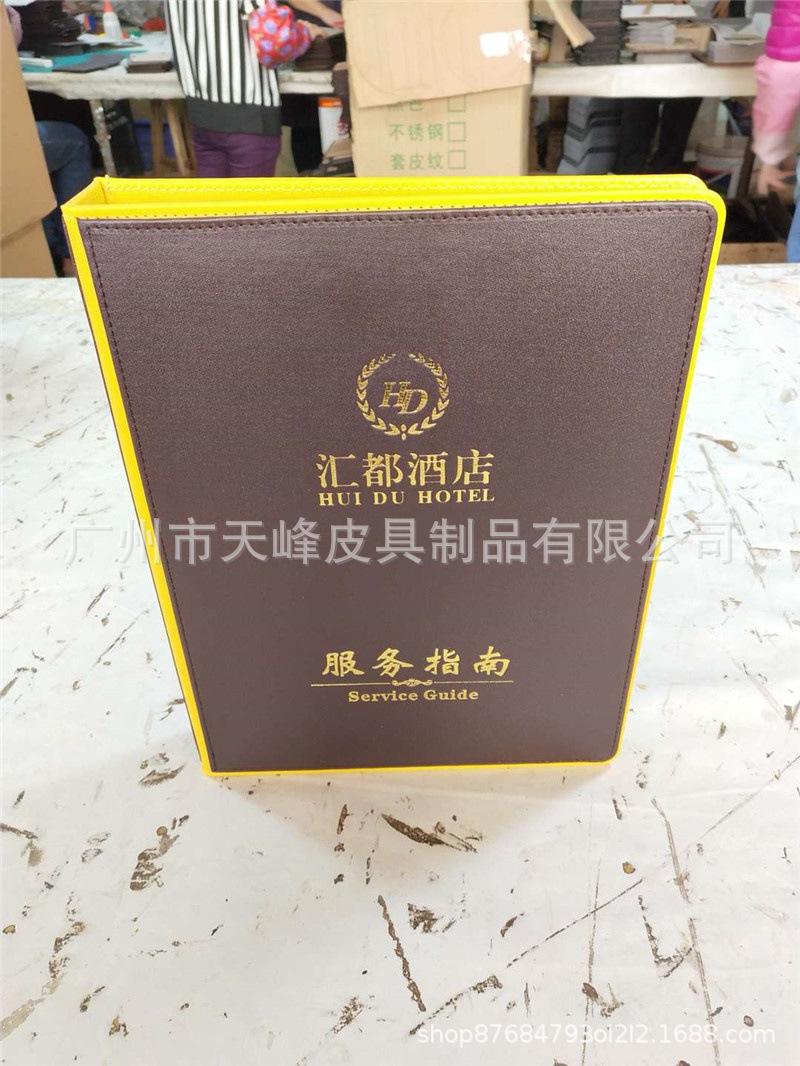 不锈钢□
套皮纹□
HD
汇都酒店
HUI DU HOTEL
广州市天峰皮具制品有限公司
服务指南
Service Guide
shop87684793o1212.1688.com